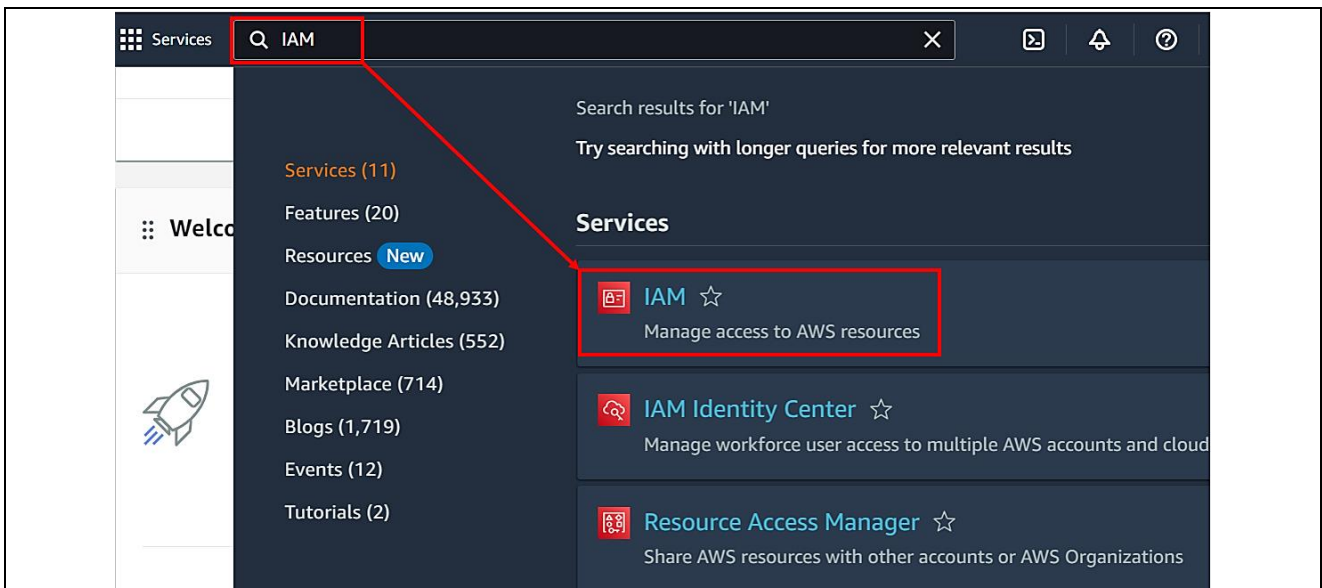 Services
IAM
Search results for 'IAM'
Try searching with longer queries for more relevant results
Services (11)
Features (20)
Resources New
Documentation (48,933)
Knowledge Articles (552)
Marketplace (714)
Blogs (1,719)
Events (12)
Tutorials (2)
Welco
Services
IAM
Manage access to AWS resources
IAM Identity Center
Manage workforce user access to multiple AWS accounts and cloud
Resource Access Manager
Share AWS resources with other accounts or AWS Organizations